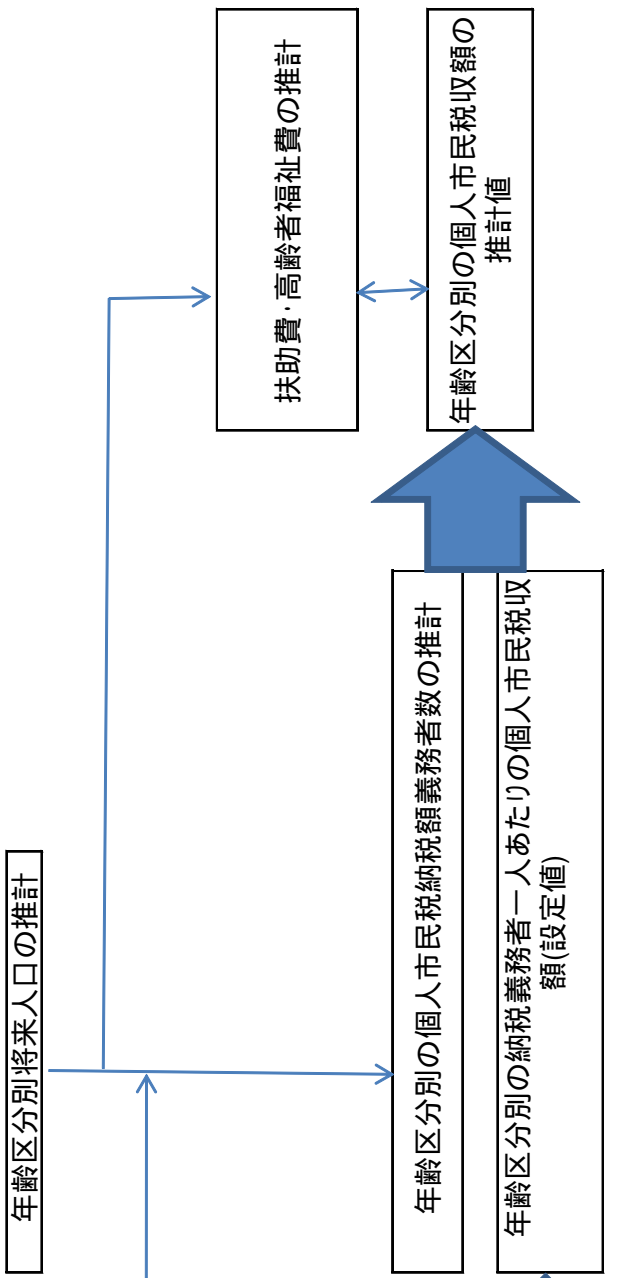 年齢区分別将来人口の推計
扶助費・高齢者福祉費の推計
年齢区分別の個人市民税収額の
推計値
年齢区分別の個人市民税納税額義務者数の推計
年齢区分別の納税義務者一人あたりの個人市民税収
額(設定値)